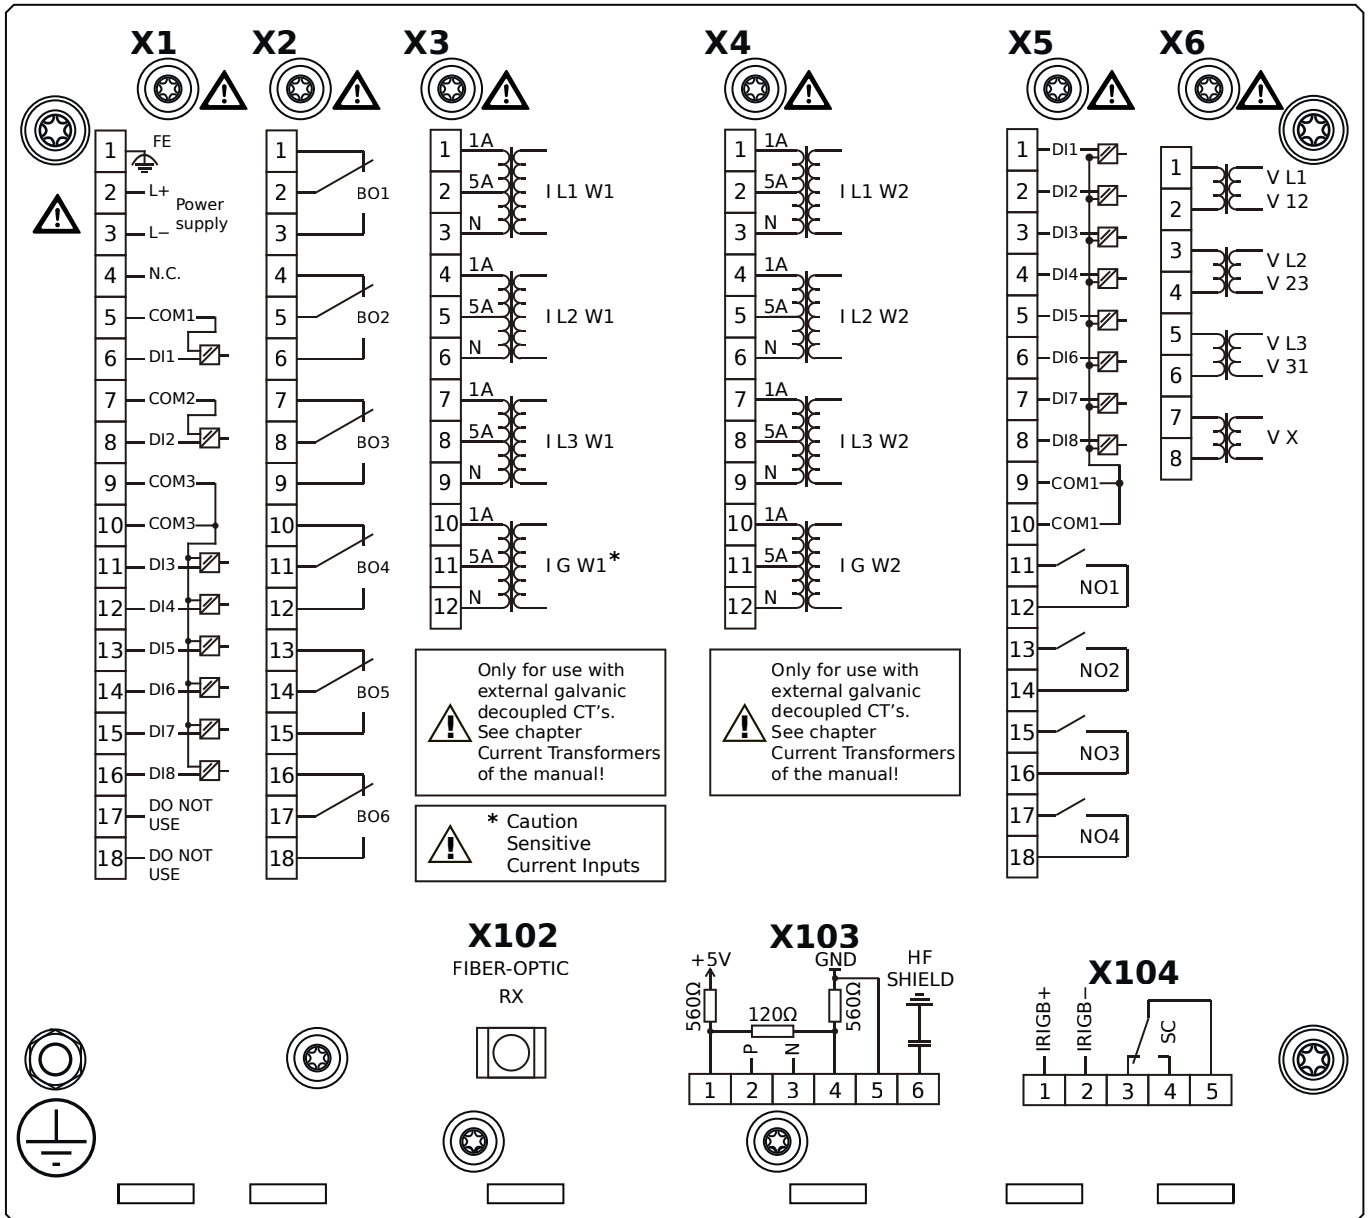 X1
1 FE
2 L+
Power
supply
3 L−
4 N.C.
5 COM1
6 DI1
7 COM2
8 DI2
9 COM3
10 COM3
11 DI3
12 DI4
13 DI5
14 DI6
15 DI7
16 DI8
17 DO NOT
USE
18 DO NOT
USE
X2
1
2 BO1
3
4
5 BO2
6
7
8 BO3
9
10
11 BO4
12
13
14 BO5
15
16
17 BO6
18
X3
1 1A
2 5A I L1 W1
3 N
4 1A
5 5A I L2 W1
6 N
7 1A
8 5A I L3 W1
9 N
10 1A
11 5A I G W1*
12 N
Only for use with
external galvanic
decoupled CT's.
See chapter
Current Transformers
of the manual!
* Caution
Sensitive
Current Inputs
X4
1 1A
2 5A I L1 W2
3 N
4 1A
5 5A I L2 W2
6 N
7 1A
8 5A I L3 W2
9 N
10 1A
11 5A I G W2
12 N
Only for use with
external galvanic
decoupled CT's.
See chapter
Current Transformers
of the manual!
X5
1 DI1
2 DI2
3 DI3
4 DI4
5 DI5
6 DI6
7 DI7
8 DI8
9 COM1
10 COM1
11
NO1
12
13
NO2
14
15
NO3
16
17
NO4
18
X6
1 V L1
2 V 12
3 V L2
4 V 23
5 V L3
6 V 31
7
V X
8
X102
FIBER-OPTIC
RX
X103
+5V GND HF
SHIELD
560Ω 120Ω 560Ω
P N
1 2 3 4 5 6
X104
IRIGB+ IRIGB− SC
1 2 3 4 5